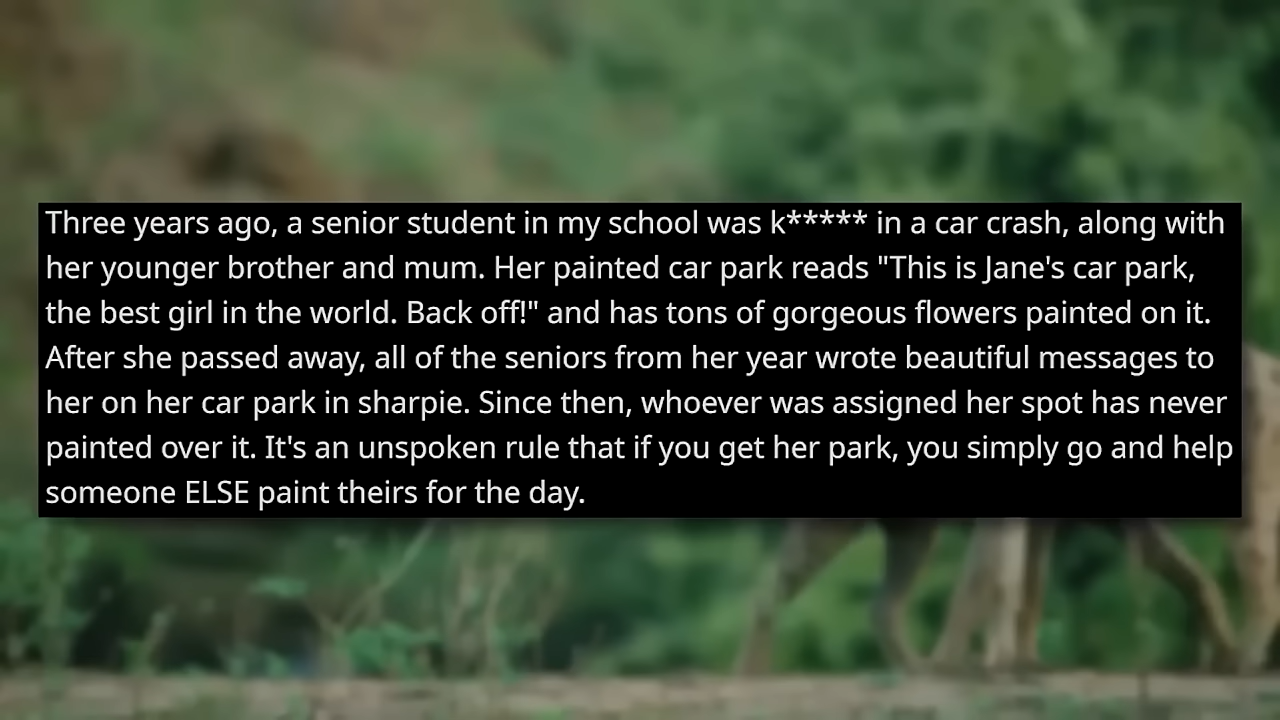 Three years ago, a senior student in my school was k***** in a car crash, along with
her younger brother and mum. Her painted car park reads "This is Jane's car park,
the best girl in the world. Back off!" and has tons of gorgeous flowers painted on it.
After she passed away, all of the seniors from her year wrote beautiful messages to
her on her car park in sharpie. Since then, whoever was assigned her spot has never
painted over it. It's an unspoken rule that if you get her park, you simply go and help
someone ELSE paint theirs for the day.